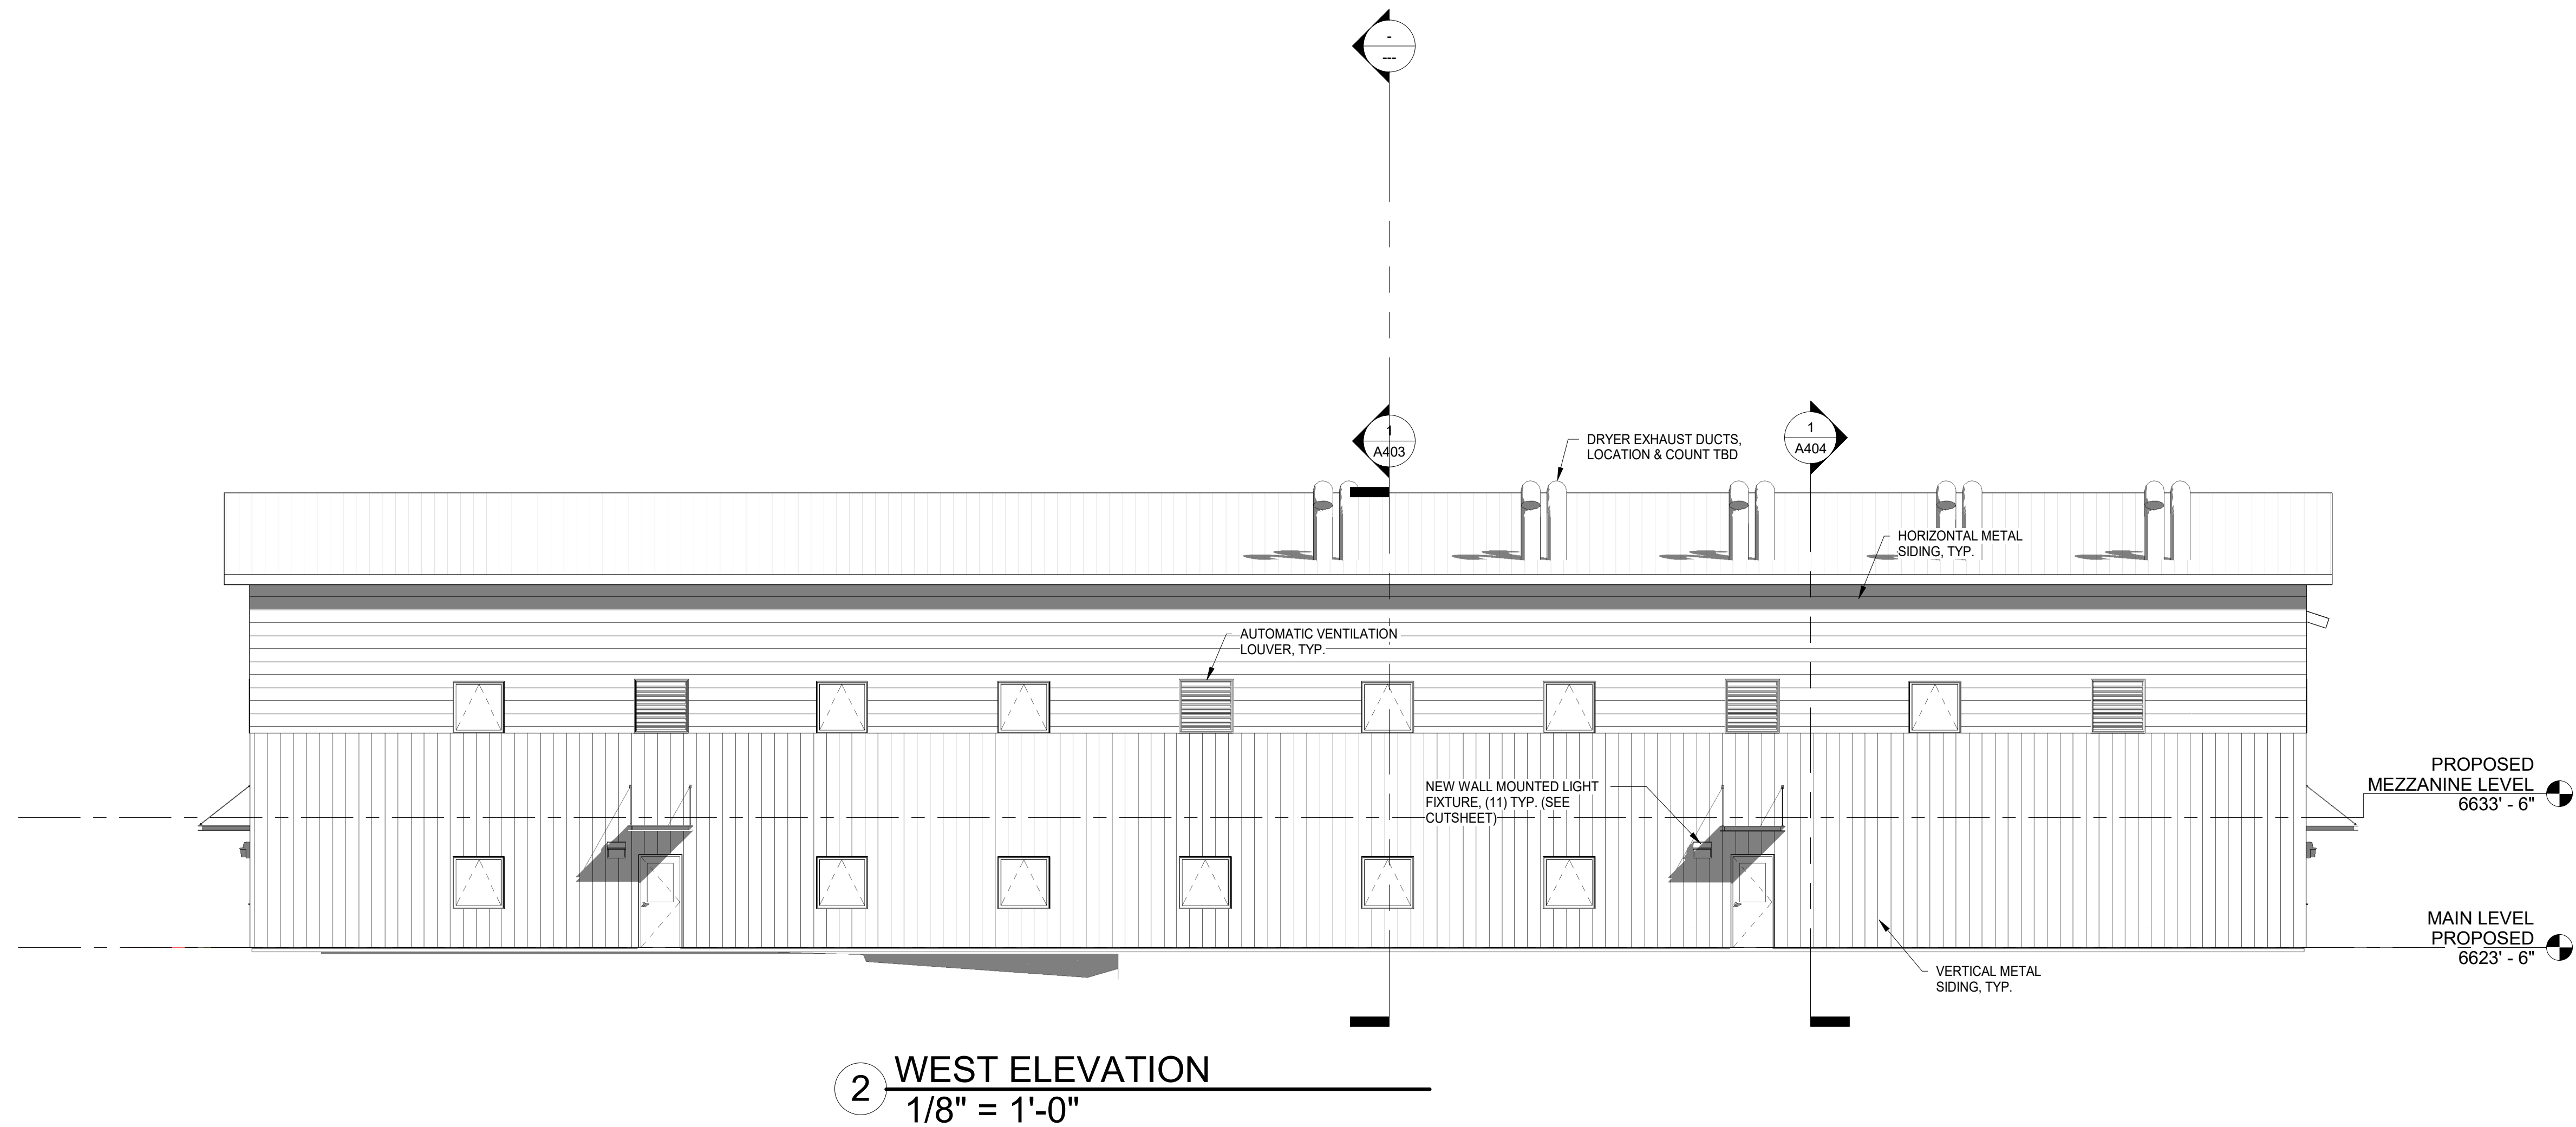 -
---
1
A403
DRYER EXHAUST DUCTS,
LOCATION & COUNT TBD
1
A404
HORIZONTAL METAL
SIDING, TYP.
AUTOMATIC VENTILATION
LOUVER, TYP.
NEW WALL MOUNTED LIGHT
FIXTURE, (11) TYP. (SEE
CUTSHEET)
PROPOSED
MEZZANINE LEVEL
6633' - 6"
MAIN LEVEL
PROPOSED
6623' - 6"
VERTICAL METAL
SIDING, TYP.
2
WEST ELEVATION
1/8" = 1'-0"